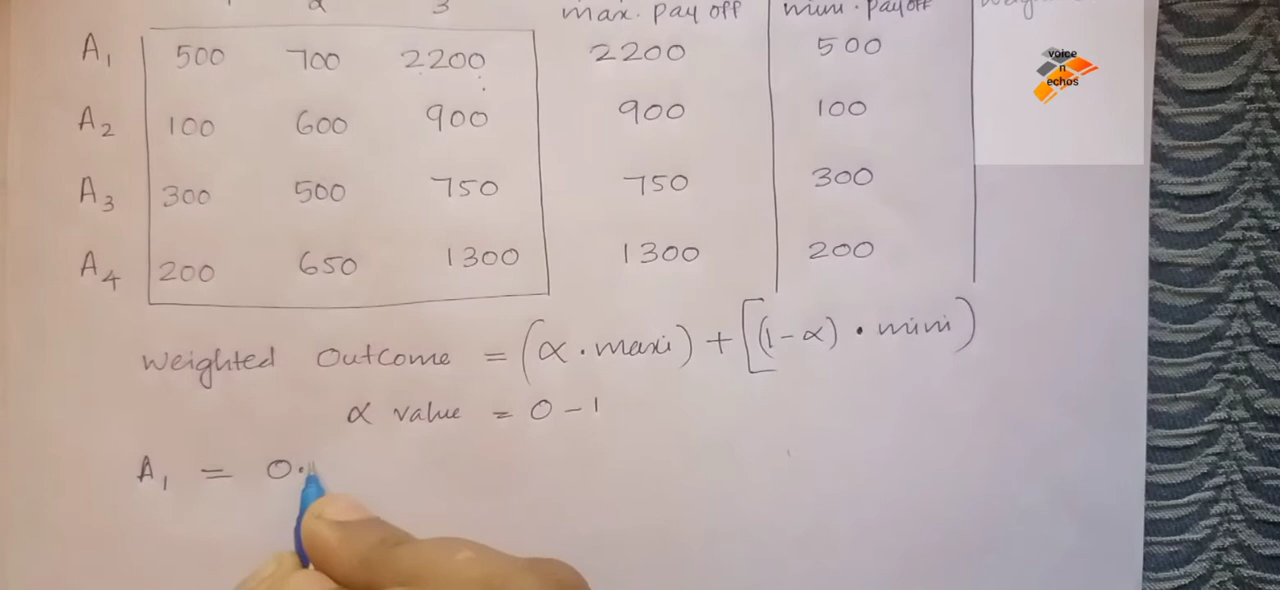 max. pay off mini. payoff
A1 500 700 2200 2200 500
A2 100 600 900 900 100
A3 300 500 750 750 300
A4 200 650 1300 1300 200
voice
n
echos
Weighted Outcome = (α . maxi) + [(1-α) · mini)
α value = 0-1
A1 = 0.